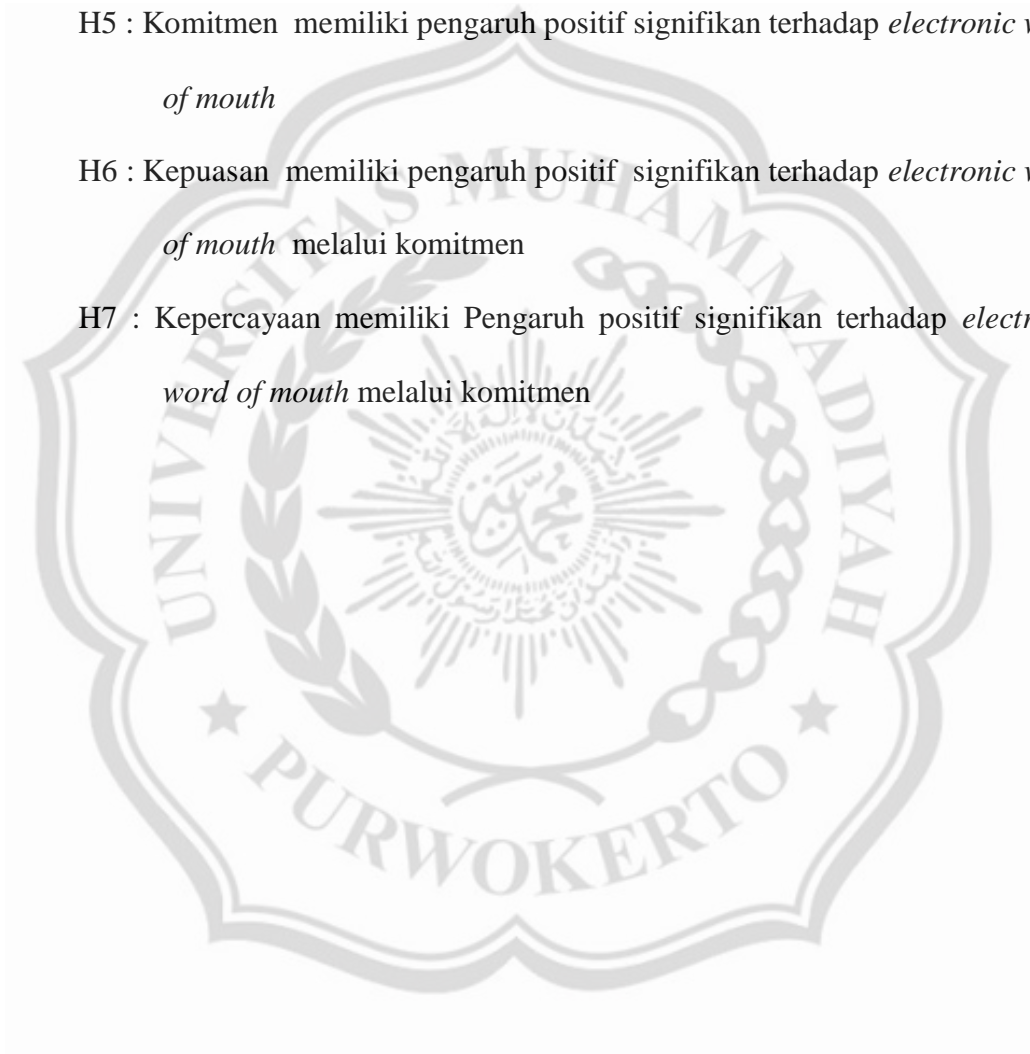 H5 : Komitmen memiliki pengaruh positif signifikan terhadap electronic
of mouth
H6 : Kepuasan memiliki pengaruh positif signifikan terhadap electronic
of mouth melalui komitmen
H7 : Kepercayaan memiliki Pengaruh positif signifikan terhadap electr
word of mouth melalui komitmen
UNIVERSITAS MUHAMMADIYAH
PURWOKERTO